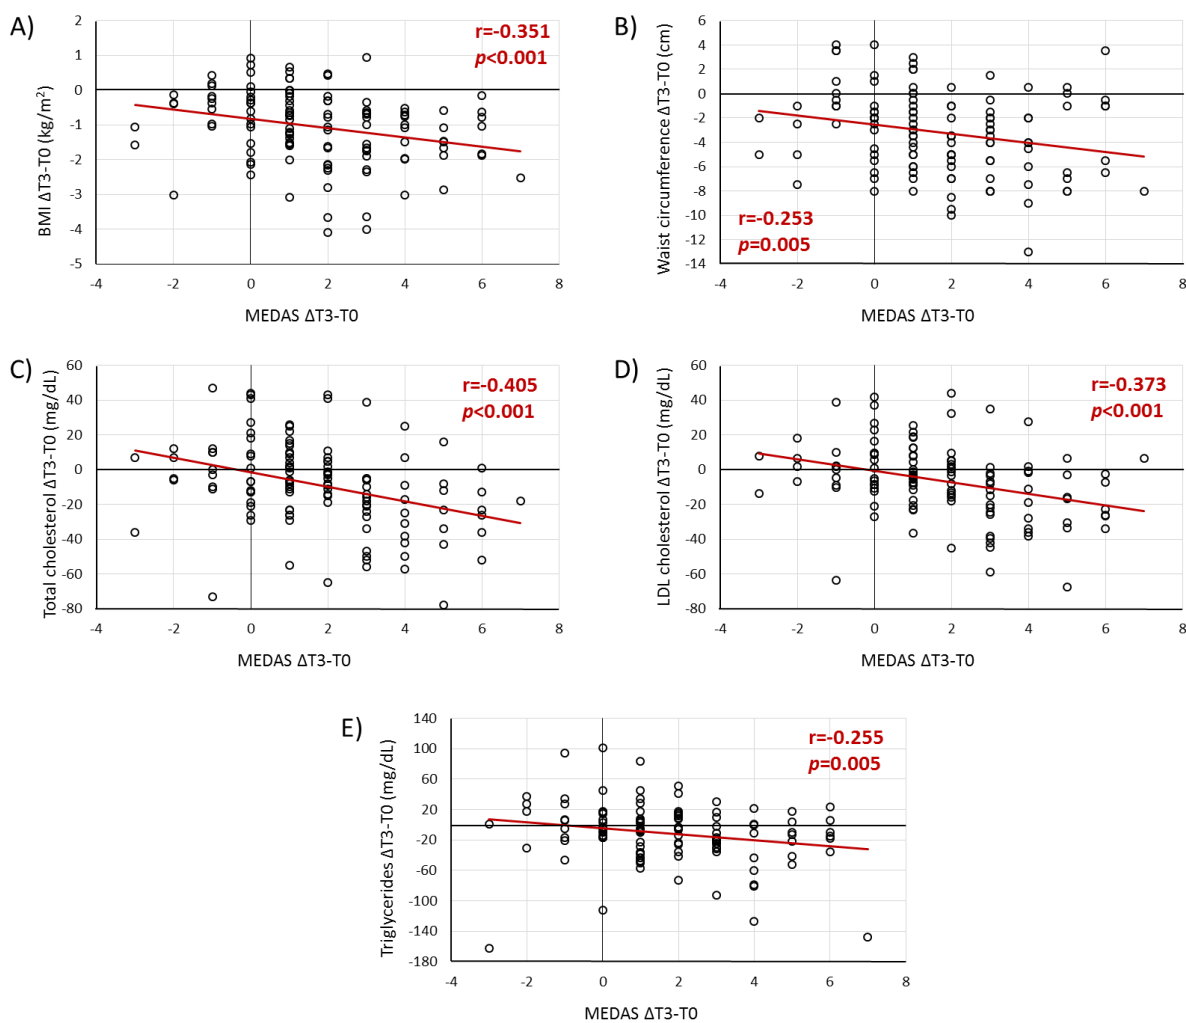 A)
r=-0.351
p<0.001
BMI ΔT3-T0 (kg/m²)
2
1
0
-1
-2
-3
-4
-5
-4 -2 0 2 4 6 8
MEDAS ΔT3-T0
B)
Waist circumference ΔT3-T0 (cm)
6
4
2
0
-2
-4
-6
-8
-10
-12
-14
r=-0.253
p=0.005
-4 -2 0 2 4 6 8
MEDAS ΔT3-T0
C)
r=-0.405
p<0.001
Total cholesterol ΔT3-T0 (mg/dL)
60
40
20
0
-20
-40
-60
-80
-4 -2 0 2 4 6 8
MEDAS ΔT3-T0
D)
r=-0.373
p<0.001
LDL cholesterol ΔT3-T0 (mg/dL)
60
40
20
0
-20
-40
-60
-80
-4 -2 0 2 4 6 8
MEDAS ΔT3-T0
E)
r=-0.255
p=0.005
Triglycerides ΔT3-T0 (mg/dL)
140
100
60
20
-20
-60
-100
-140
-180
-4 -2 0 2 4 6 8
MEDAS ΔT3-T0